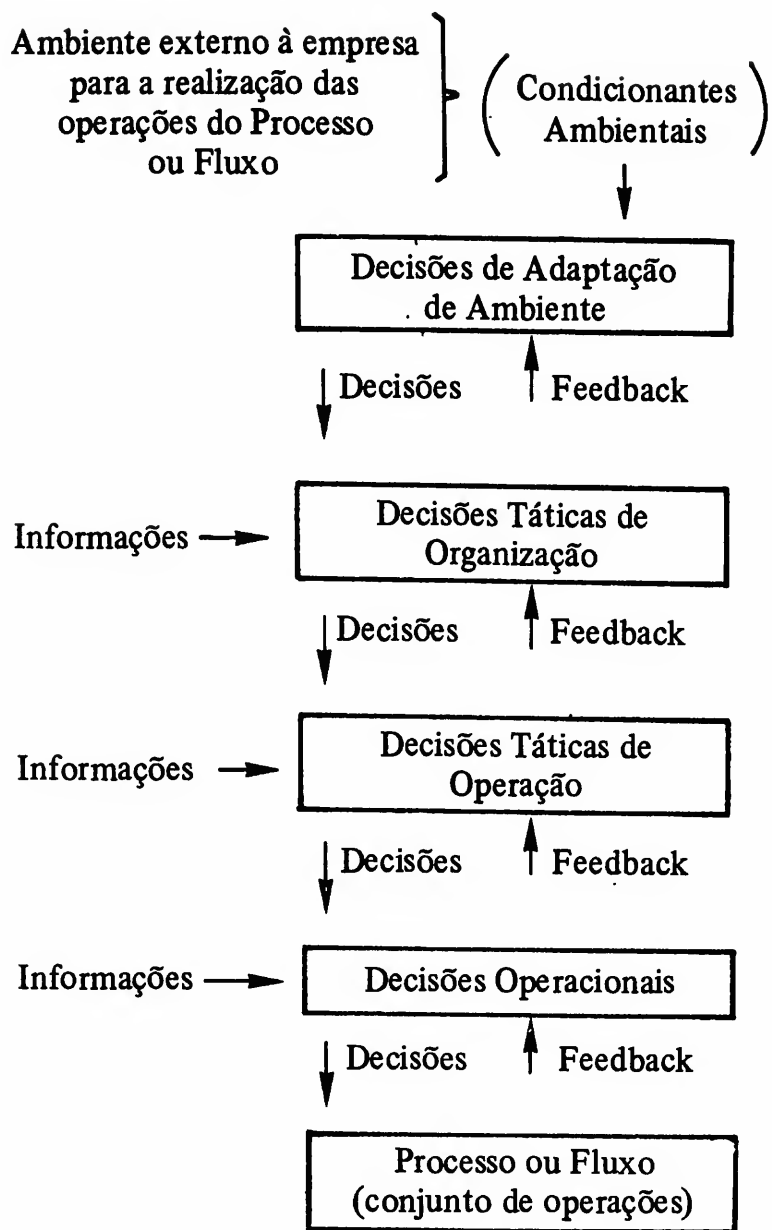 Ambiente externo à empresa
para a realização das
operações do Processo
ou Fluxo
(Condicionantes
Ambientais)
Decisões de Adaptação
de Ambiente
Decisões Feedback
Informações
Decisões Táticas de
Organização
Decisões Feedback
Informações
Decisões Táticas de
Operação
Decisões Feedback
Informações
Decisões Operacionais
Decisões Feedback
Processo ou Fluxo
(conjunto de operações)